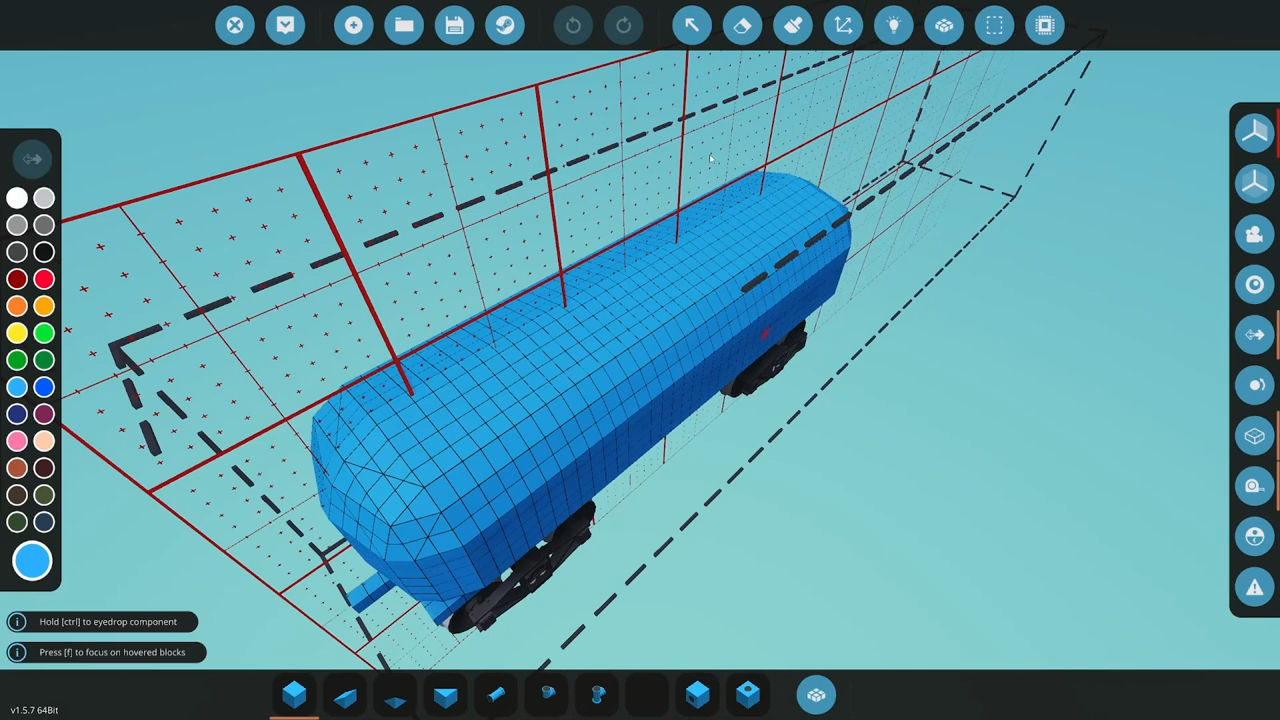 Hold [ctrl] to eyedrop component
Press [f] to focus on hovered blocks
v1.5.7 64Bit